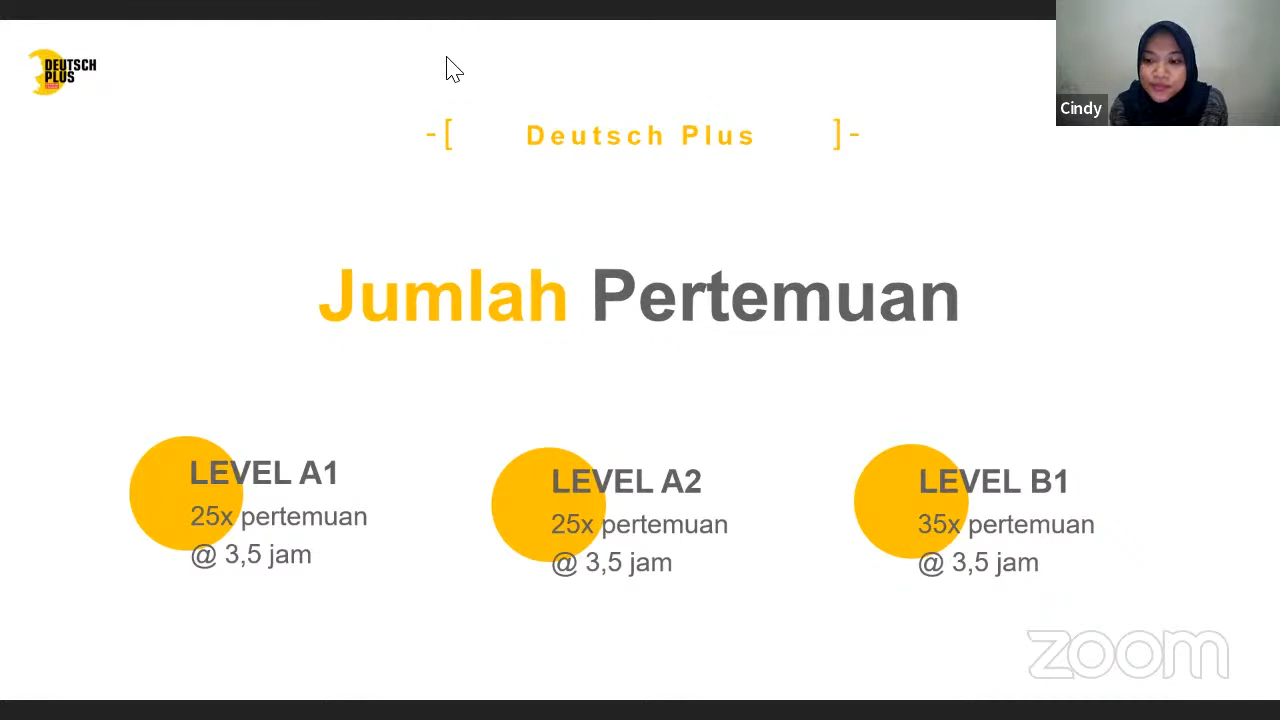 DEUTSCH
PLUS
Cindy
-[ Deutsch Plus ]-
Jumlah Pertemuan
LEVEL A1
25x pertemuan
@ 3,5 jam
LEVEL A2
25x pertemuan
@ 3,5 jam
LEVEL B1
35x pertemuan
@ 3,5 jam
zoom